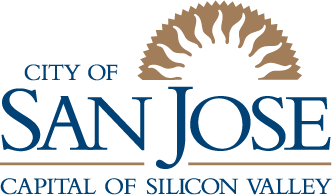 CITY OF
SAN JOSE
CAPITAL OF SILICON VALLEY